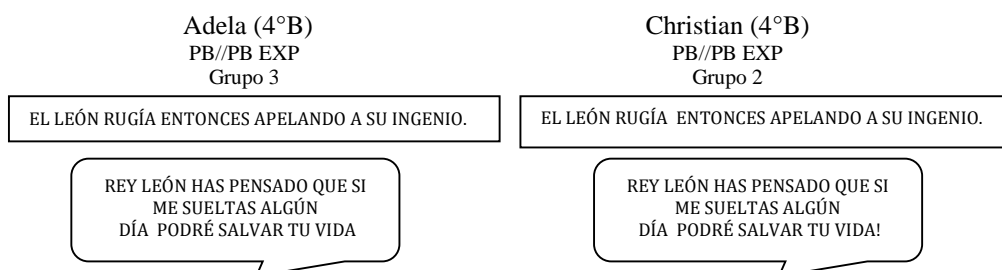 Adela (4°B)
PB//PB EXP
Grupo 3
EL LEÓN RUGÍA ENTONCES APELANDO A SU INGENIO.
REY LEÓN HAS PENSADO QUE SI
ME SUELTAS ALGÚN
DÍA PODRÉ SALVAR TU VIDA
Christian (4°B)
PB//PB EXP
Grupo 2
EL LEÓN RUGÍA ENTONCES APELANDO A SU INGENIO.
REY LEÓN HAS PENSADO QUE SI
ME SUELTAS ALGÚN
DÍA PODRÉ SALVAR TU VIDA!